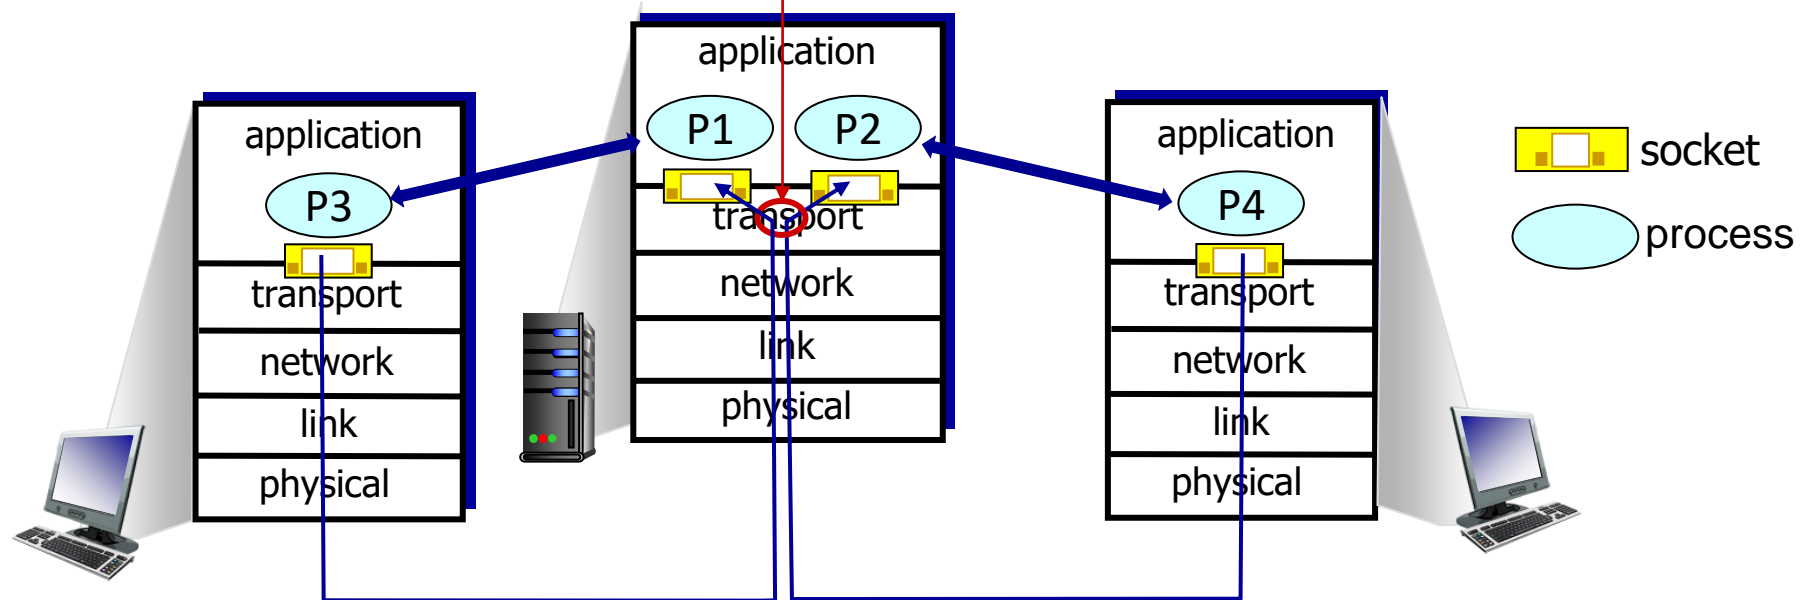 application
P3
transport
network
link
physical
application
P1 P2
transport
network
link
physical
application
P4
transport
network
link
physical
socket
process